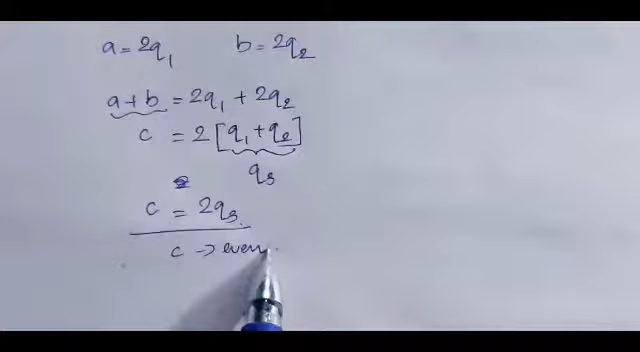 a = 2q₁ b = 2q₂
a + b = 2q₁ + 2q₂
c = 2 [q₁ + q₂]
q₃
c = 2q₃.
c → even